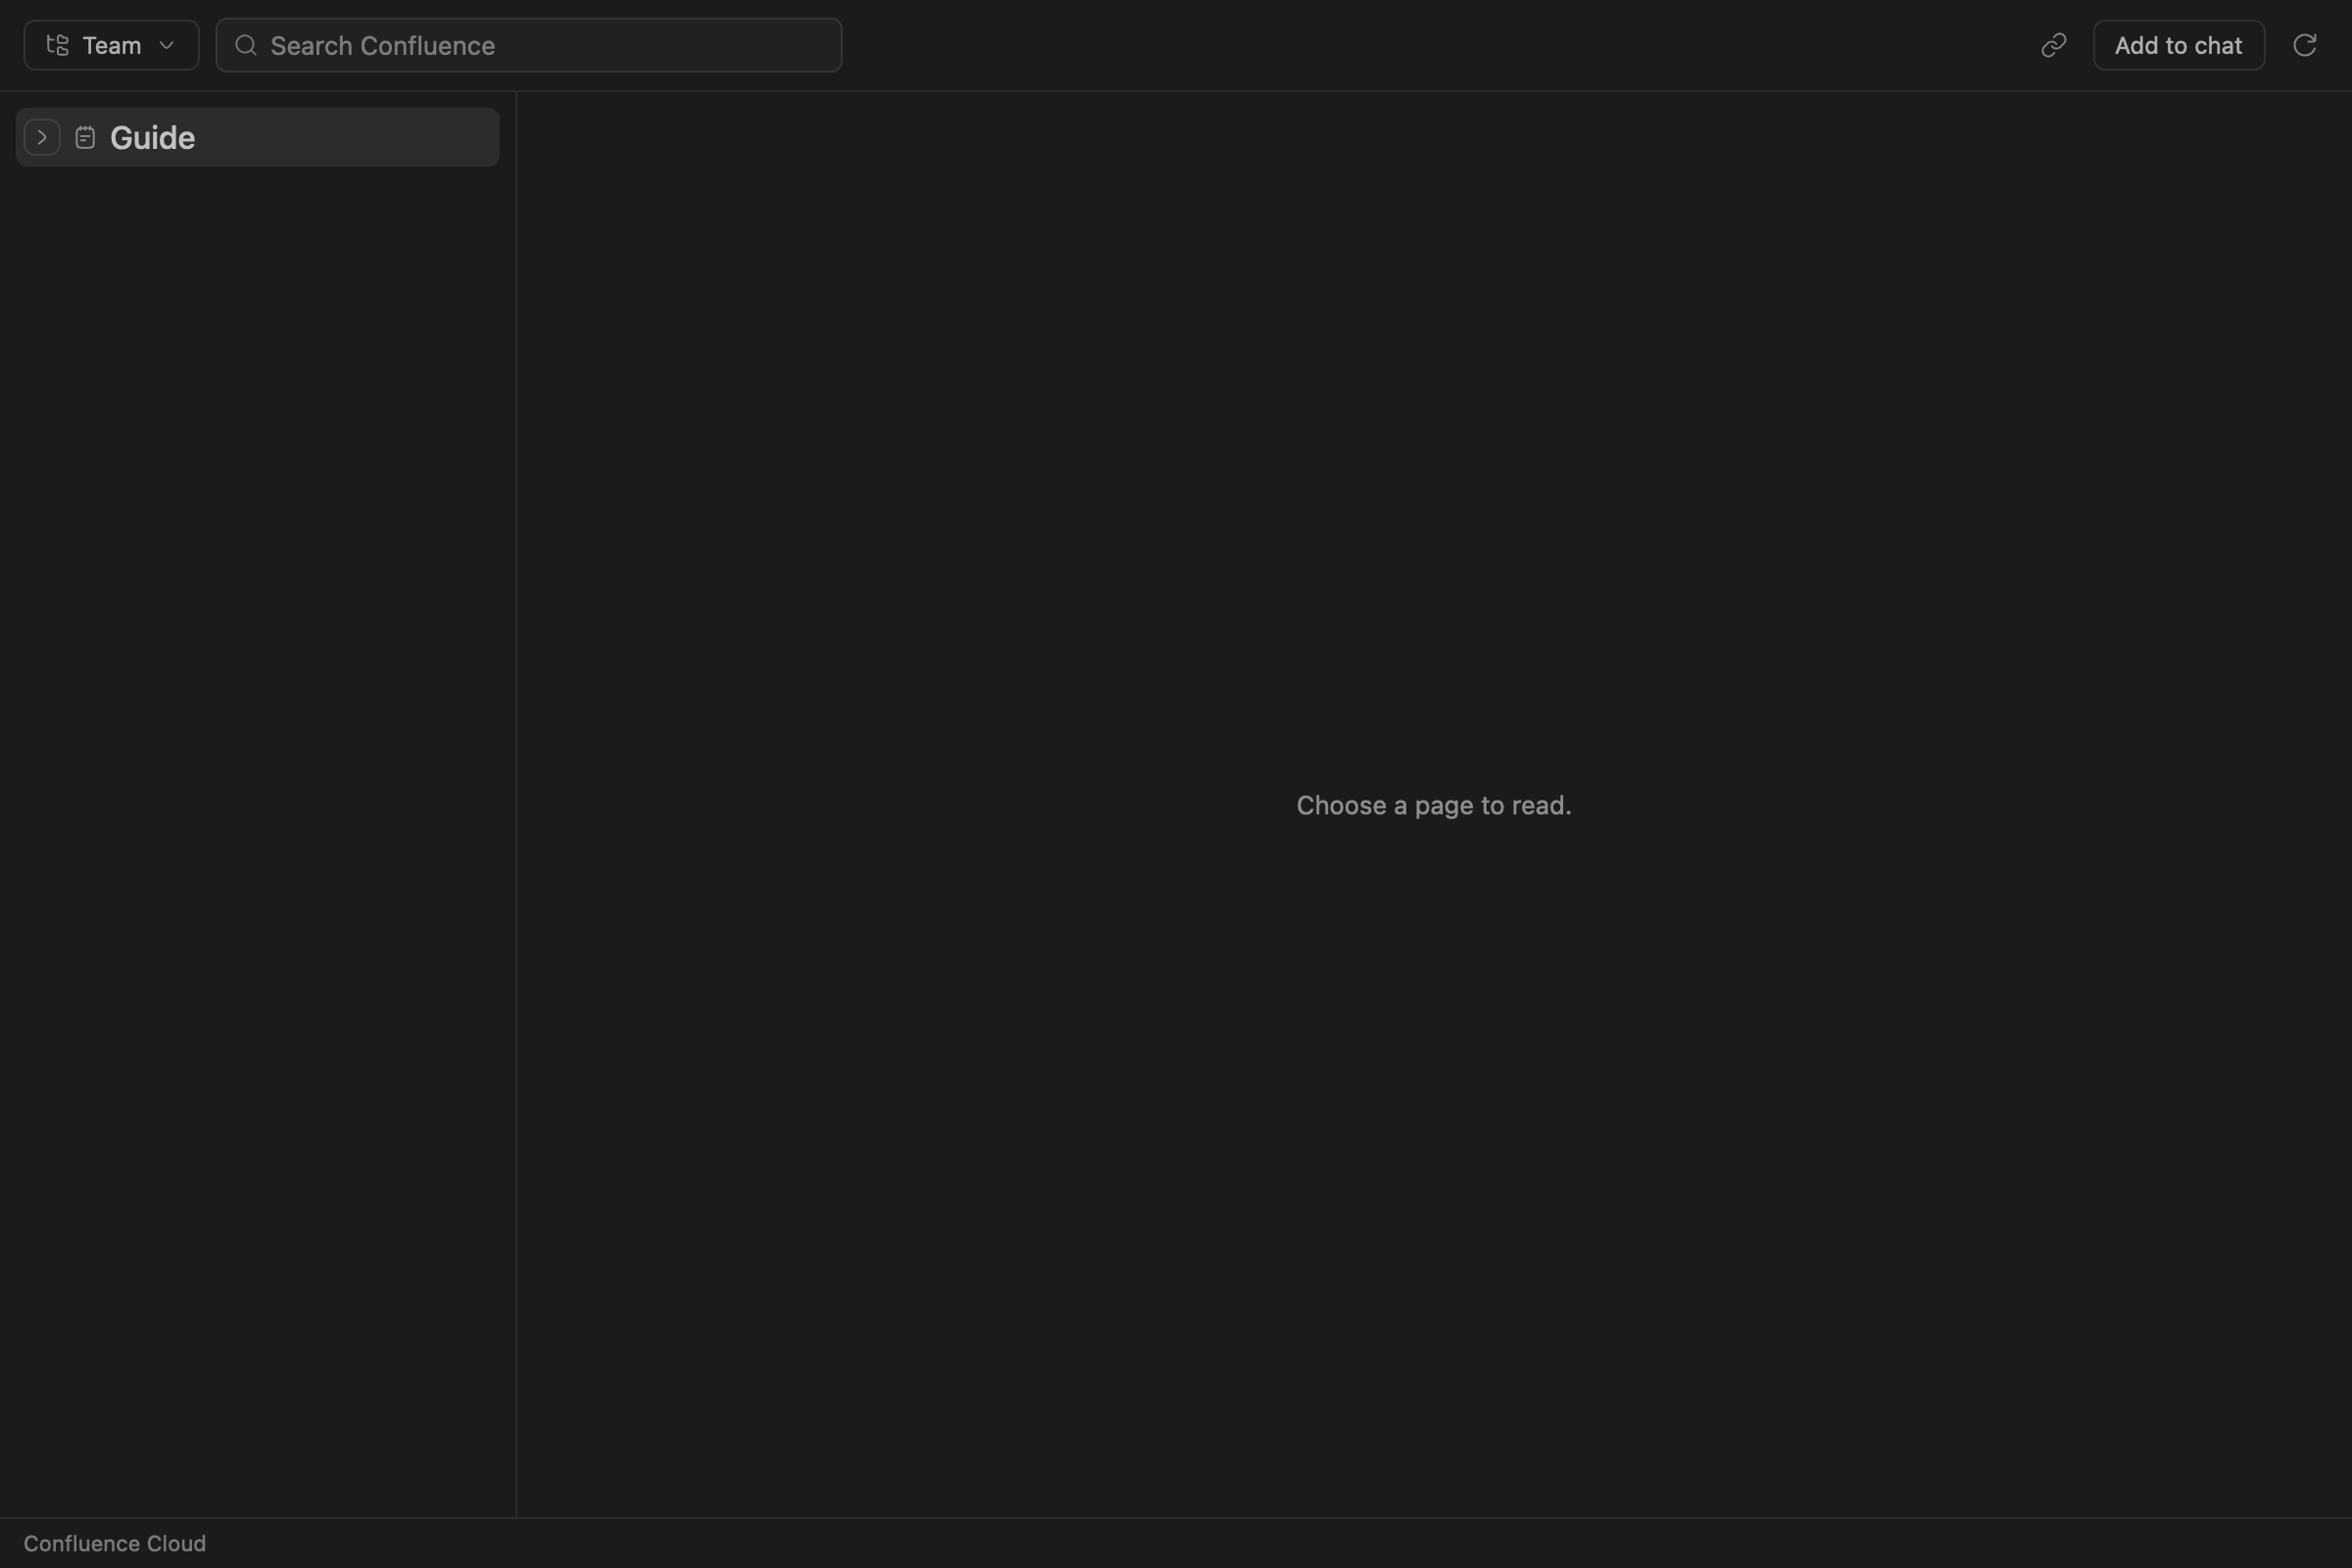 Team
Search Confluence
Add to chat
Guide
Choose a page to read.
Confluence Cloud